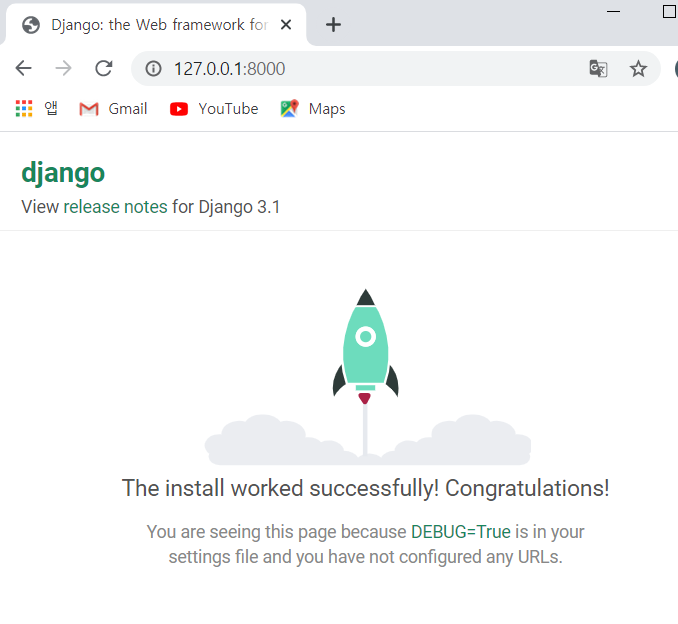 Django: the Web framework for
127.0.0.1:8000
앱 Gmail YouTube Maps
django
View release notes for Django 3.1
The install worked successfully! Congratulations!
You are seeing this page because DEBUG=True is in your
settings file and you have not configured any URLs.